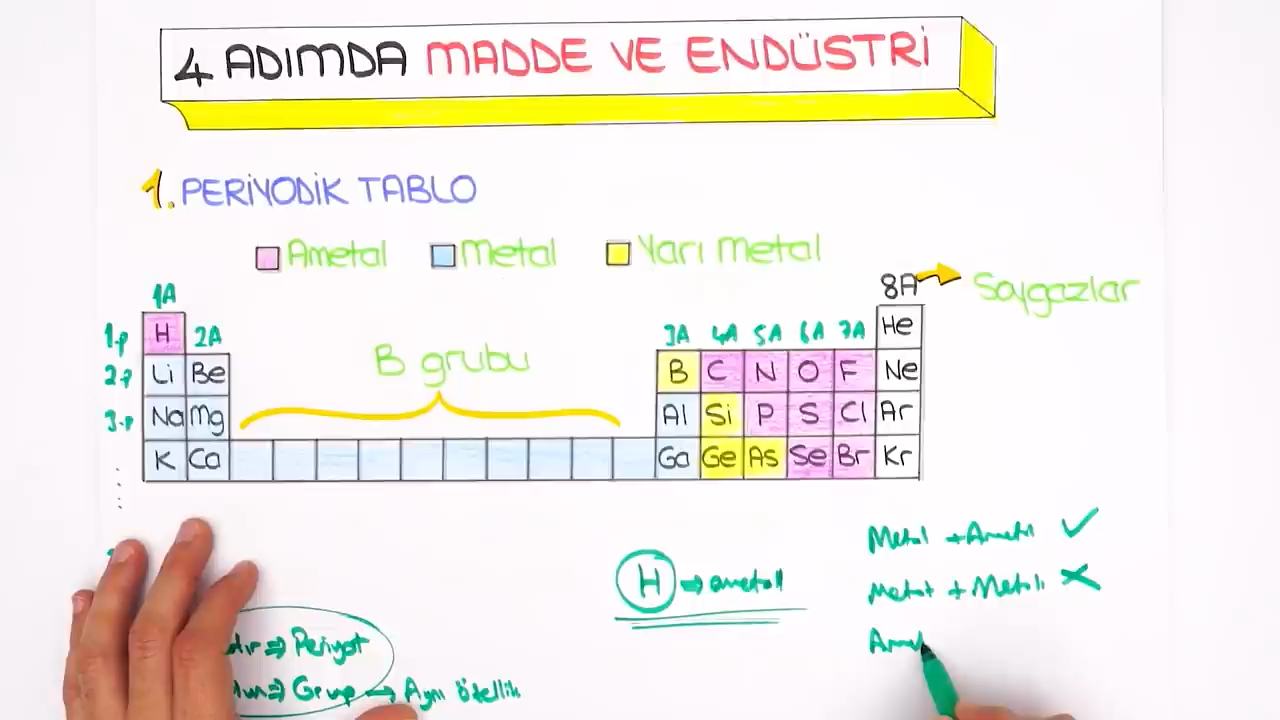 4 ADIMDA MADDE VE ENDÜSTRİ
1. PERİYODİK TABLO
Ametal Metal Yarı metal
1A 8A Soygazlar
1.p H 2A B grubu 3A 4A 5A 6A 7A He
2.p Li Be B C N O F Ne
3.p Na Mg Al Si P S Cl Ar
K Ca Ga Ge As Se Br Kr
Metal + Ametal ✓
H ⇒ ametal
Metal + Metal X
Amet
⇒ Periyot
⇒ Grup → Aynı özellik